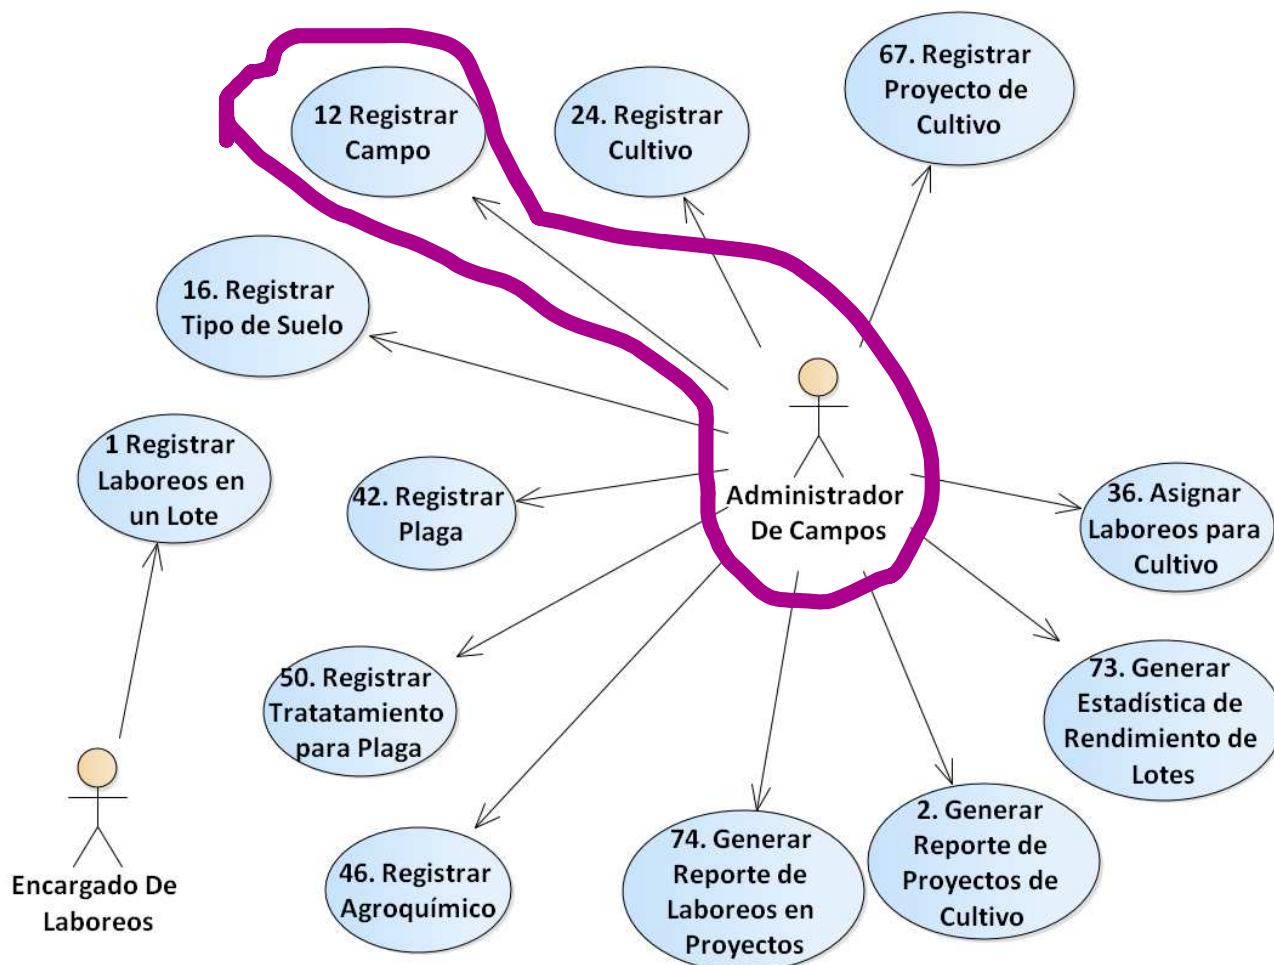 12 Registrar
Campo
24. Registrar
Cultivo
67. Registrar
Proyecto de
Cultivo
16. Registrar
Tipo de Suelo
1 Registrar
Laboreos en
un Lote
42. Registrar
Plaga
Administrador
De Campos
36. Asignar
Laboreos para
Cultivo
50. Registrar
Tratatamiento
para Plaga
73. Generar
Estadística de
Rendimiento de
Lotes
Encargado De
Laboreos
46. Registrar
Agroquímico
74. Generar
Reporte de
Laboreos en
Proyectos
2. Generar
Reporte de
Proyectos de
Cultivo